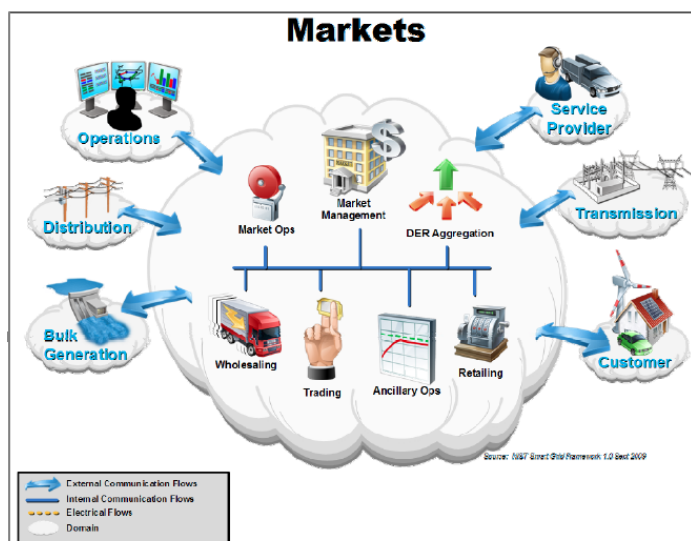 Markets
Operations
Service
Provider
Market Ops
Market
Management
DER Aggregation
Distribution
Transmission
Bulk
Generation
Wholesaling
Trading
Ancillary Ops
Retailing
Customer
Source: NIST Smart Grid Framework 1.0 Sept 2009
External Communication Flows
Internal Communication Flows
Electrical Flows
Domain